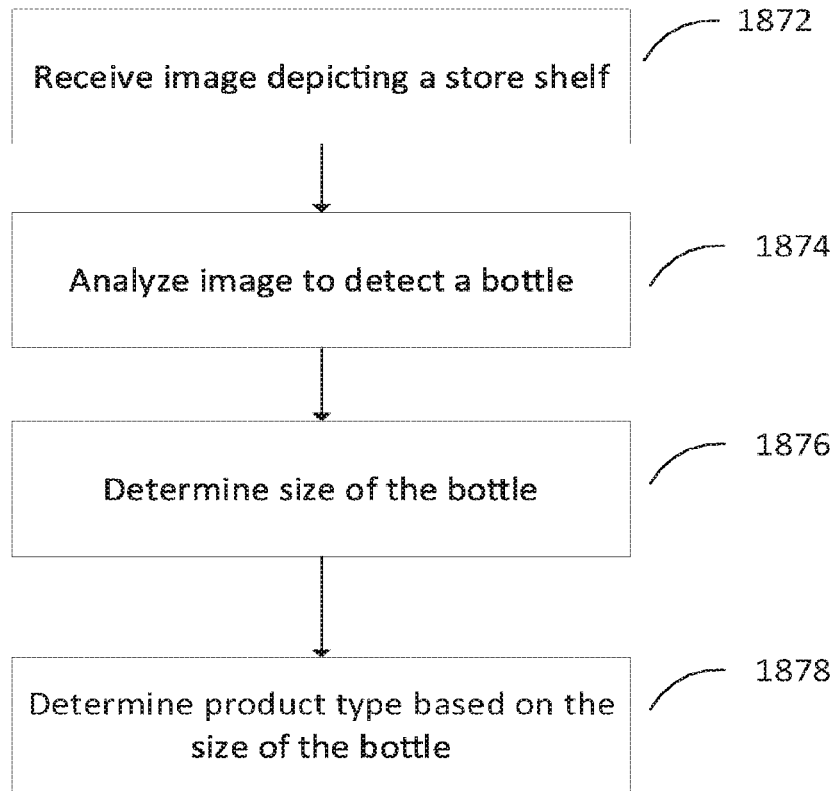 Receive image depicting a store shelf
1872
Analyze image to detect a bottle
1874
Determine size of the bottle
1876
Determine product type based on the
size of the bottle
1878